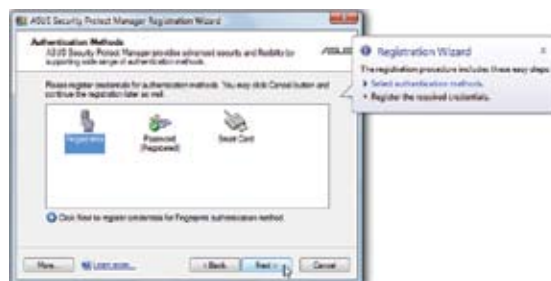 ASUS Security Protect Manager Registration Wizard
Authentication Methods
ASUS Security Protect Manager provides advanced security and flexibility by
supporting wide range of authentication methods.
ASUS
Please register credentials for authentication methods. You may click Cancel button and
continue the registration later as well.
Fingerprint
Password
(Registered)
Smart Card
Click Next to register credentials for Fingerprint authentication method.
More...
Learn more...
< Back
Next >
Cancel
Registration Wizard
x
The registration procedure includes these easy steps:
Select authentication methods.
Register the required credentials.